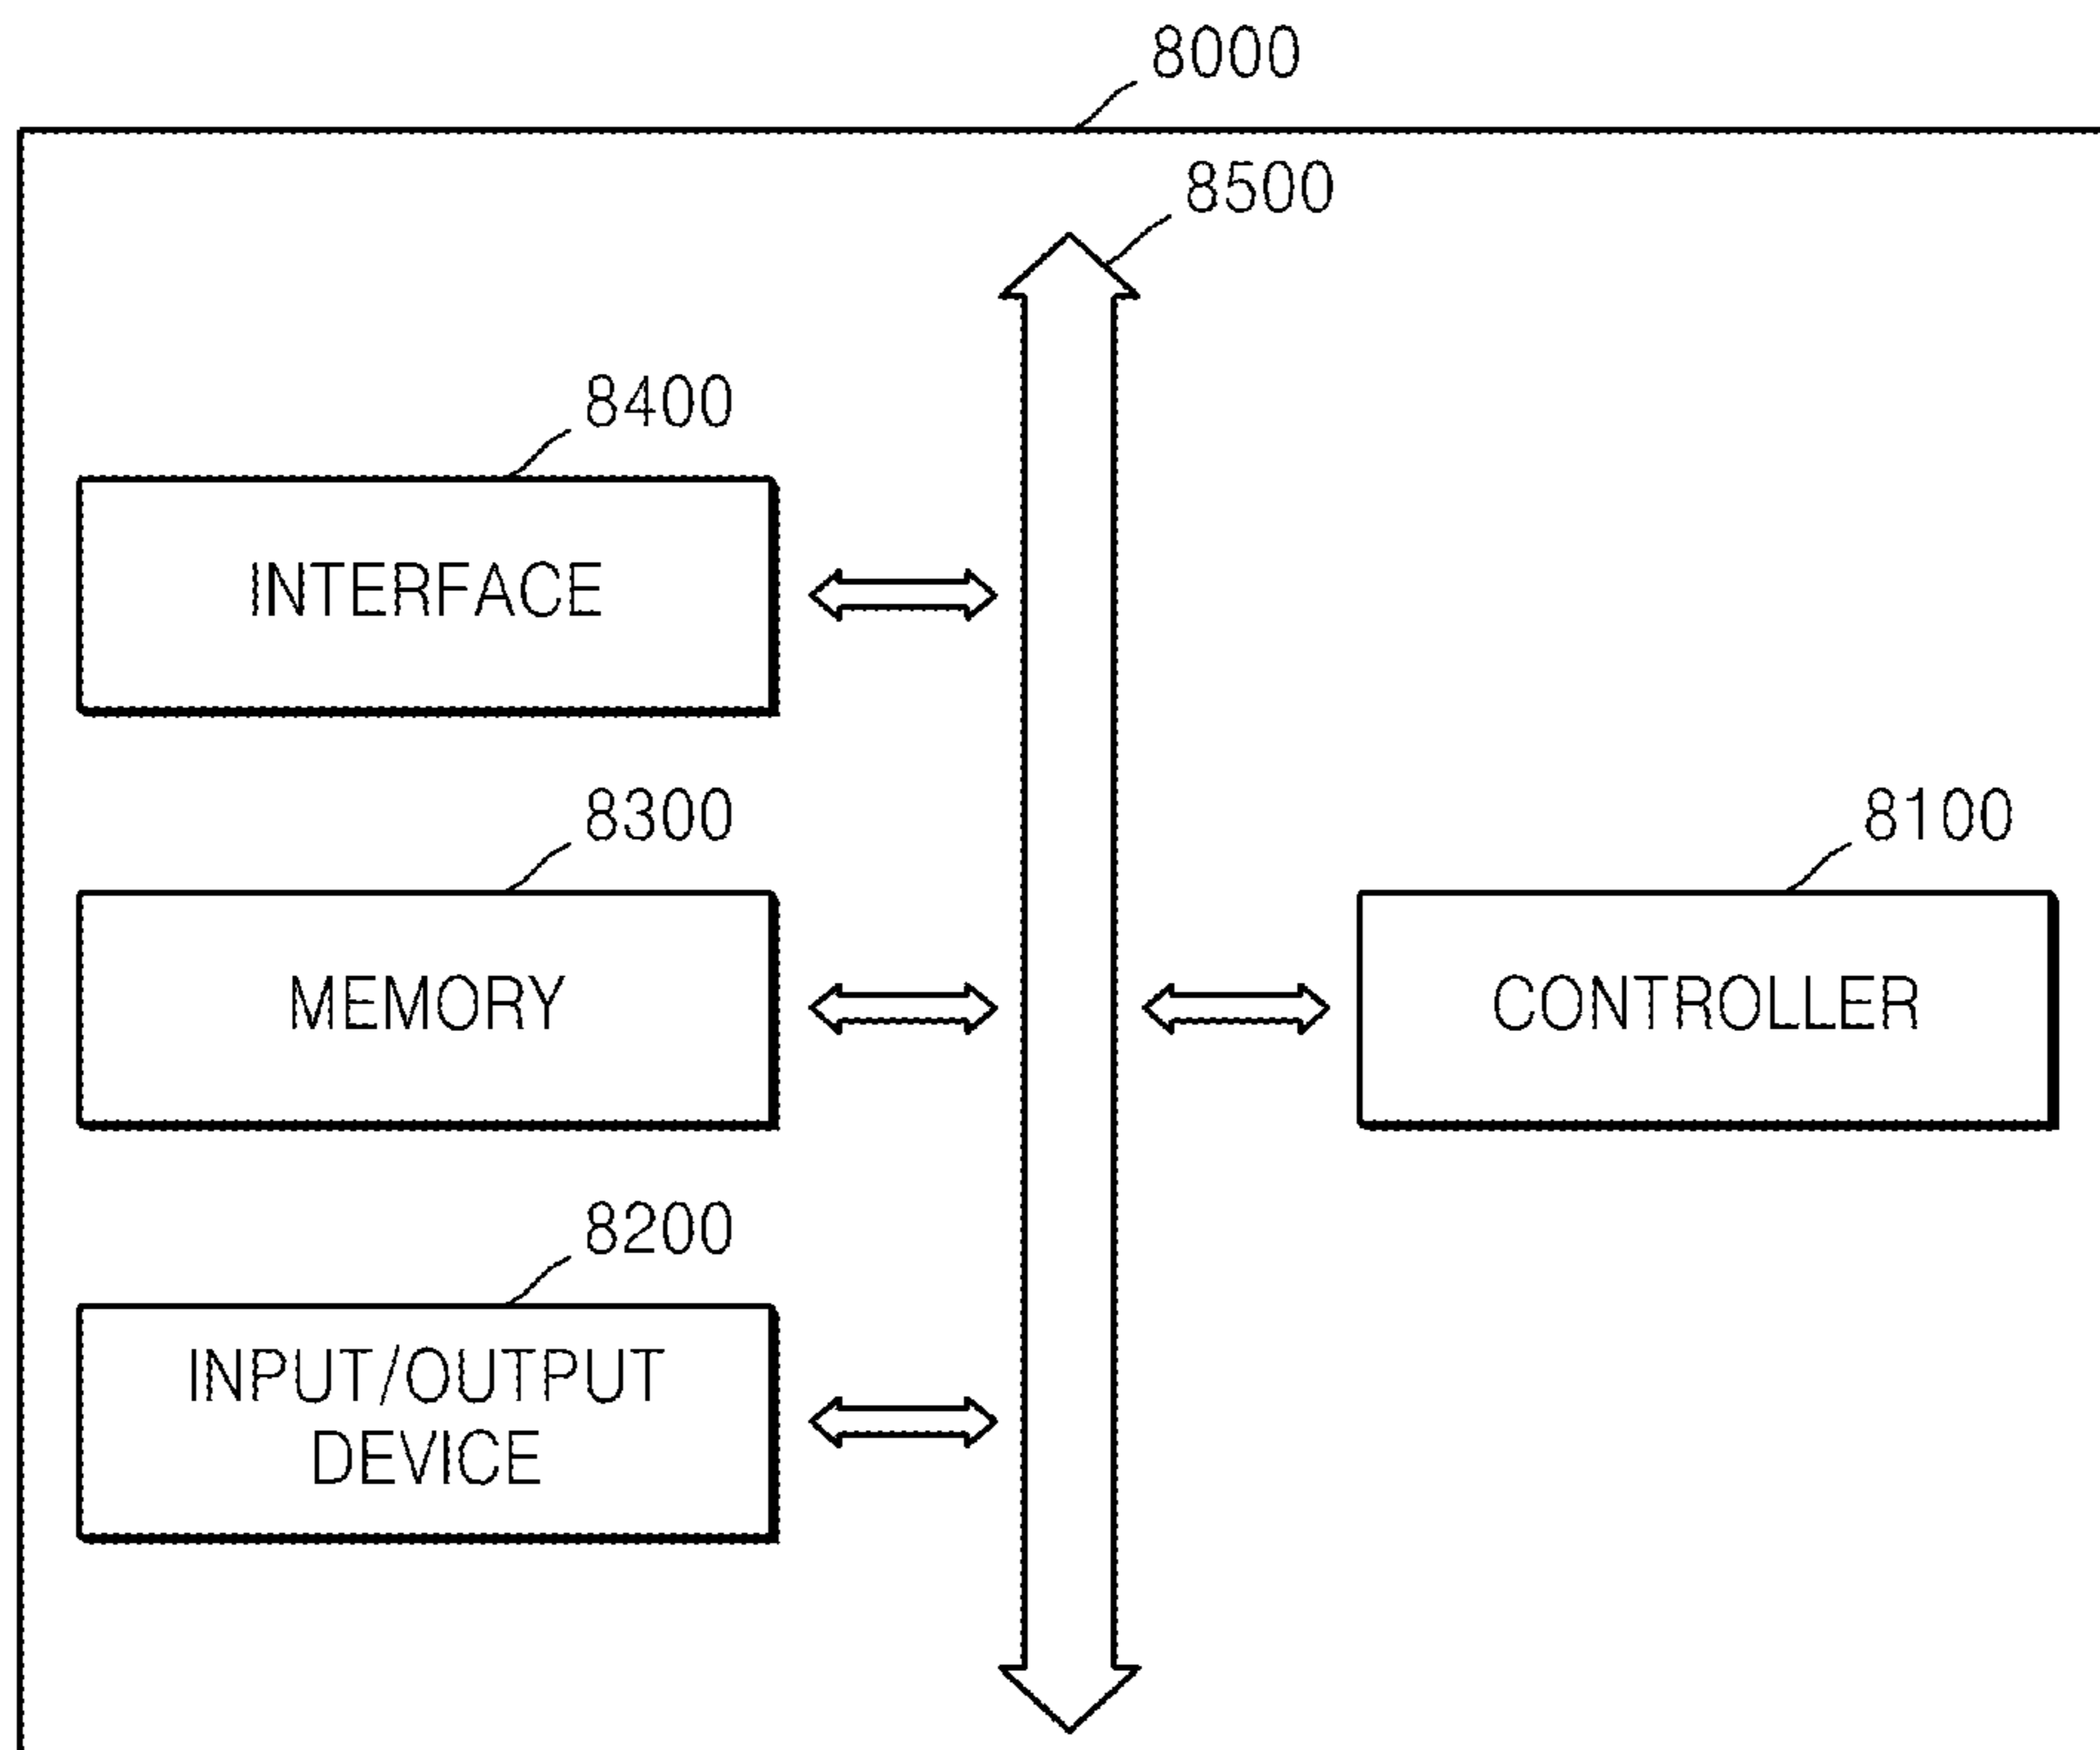 8000
8500
8400
INTERFACE
8300
8100
MEMORY
CONTROLLER
8200
INPUT/OUTPUT
DEVICE